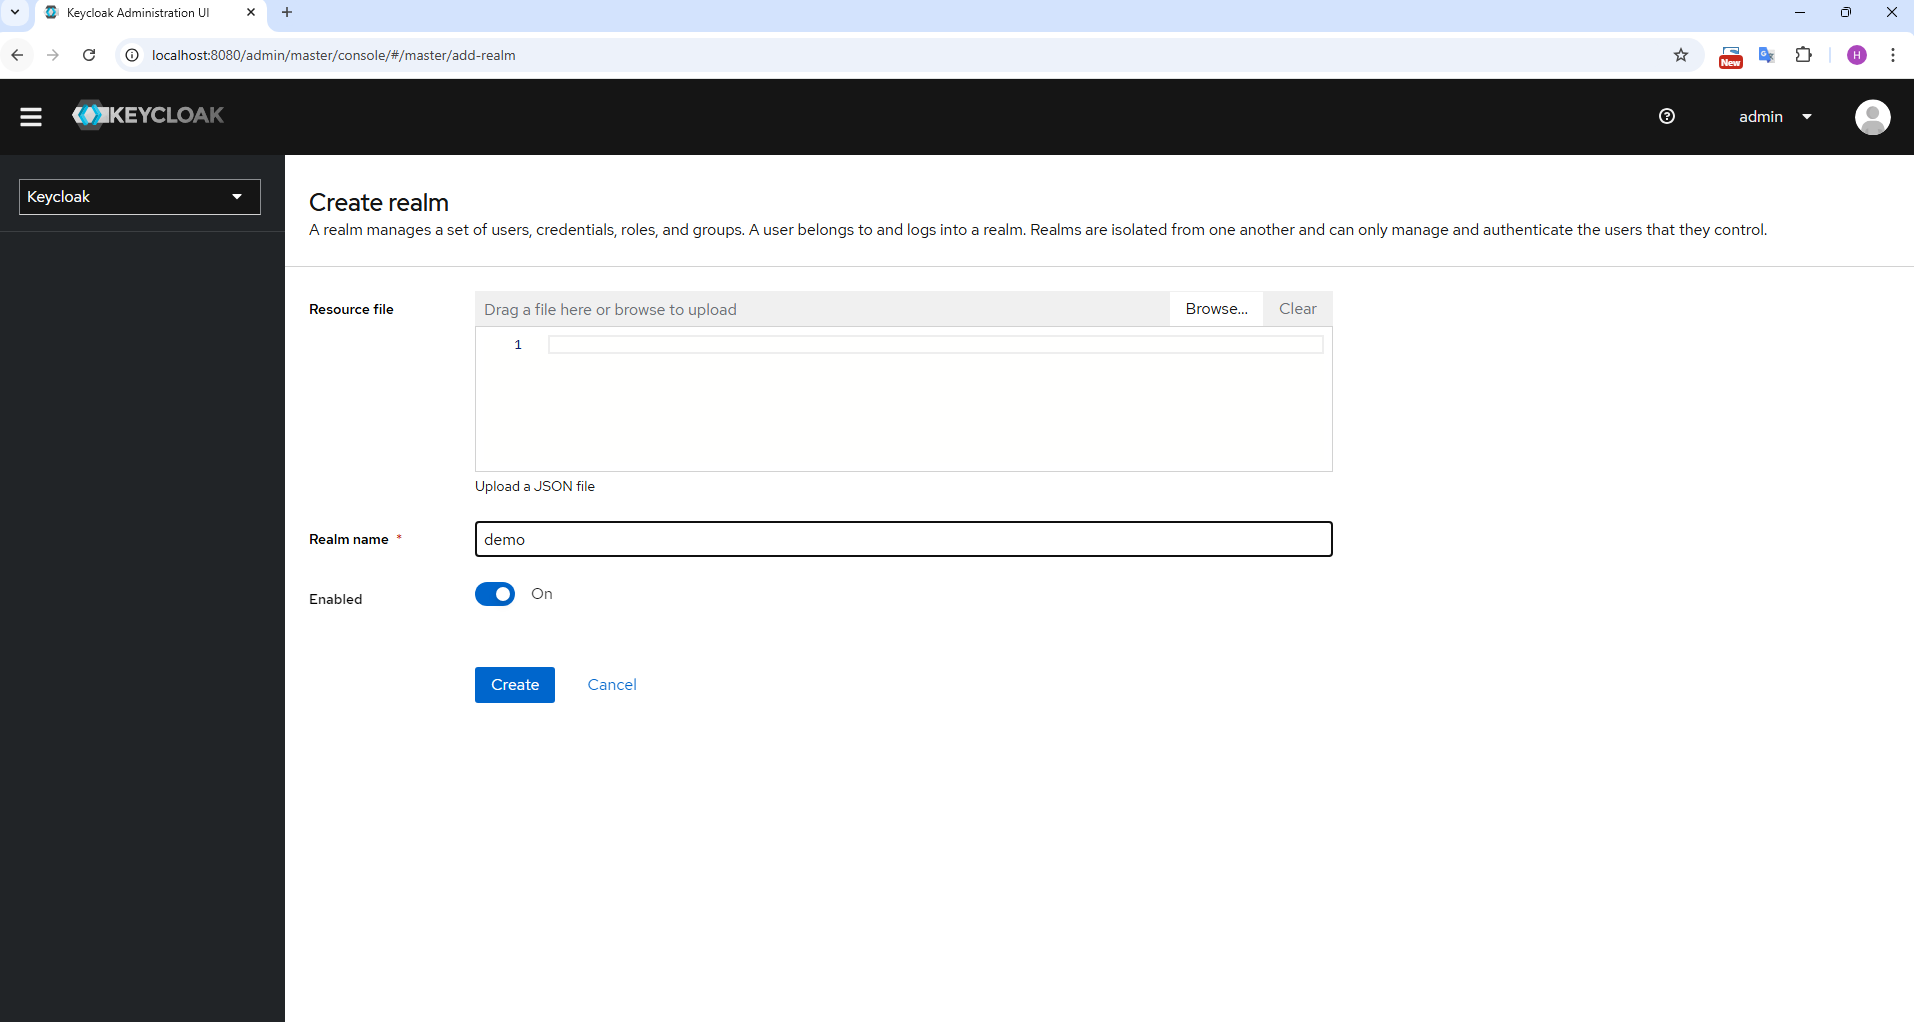 Keycloak Administration UI
localhost:8080/admin/master/console/#/master/add-realm
New
H
KEYCLOAK
admin
Keycloak
Create realm
A realm manages a set of users, credentials, roles, and groups. A user belongs to and logs into a realm. Realms are isolated from one another and can only manage and authenticate the users that they control.
Resource file
Drag a file here or browse to upload
Browse...
Clear
1
Upload a JSON file
Realm name *
demo
Enabled
On
Create
Cancel